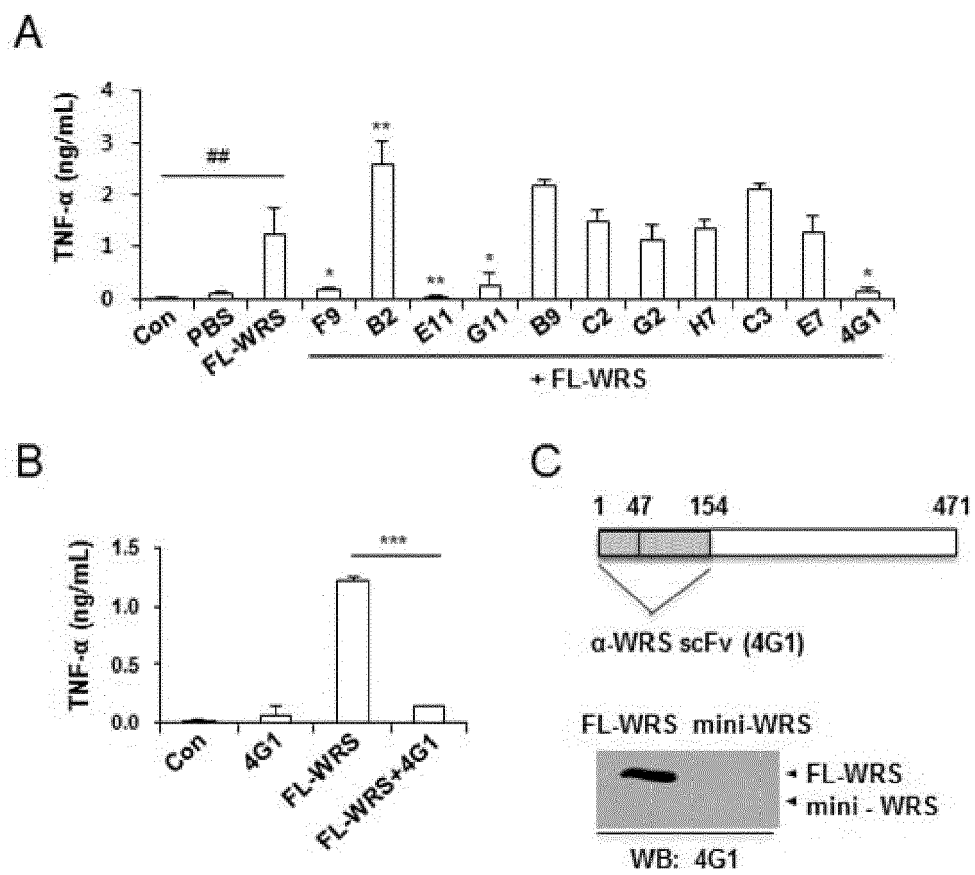 A
TNF-α (ng/mL)
4
3
2
1
0
##
*
**
**
*
*
Con
PBS
FL-WRS
F9
B2
E11
G11
B9
C2
G2
H7
C3
E7
4G1
+ FL-WRS
B
TNF-α (ng/mL)
1.5
1.0
0.5
0.0
***
Con
4G1
FL-WRS
FL-WRS+4G1
C
1 47 154 471
α-WRS scFv (4G1)
FL-WRS mini-WRS
FL-WRS
mini - WRS
WB: 4G1